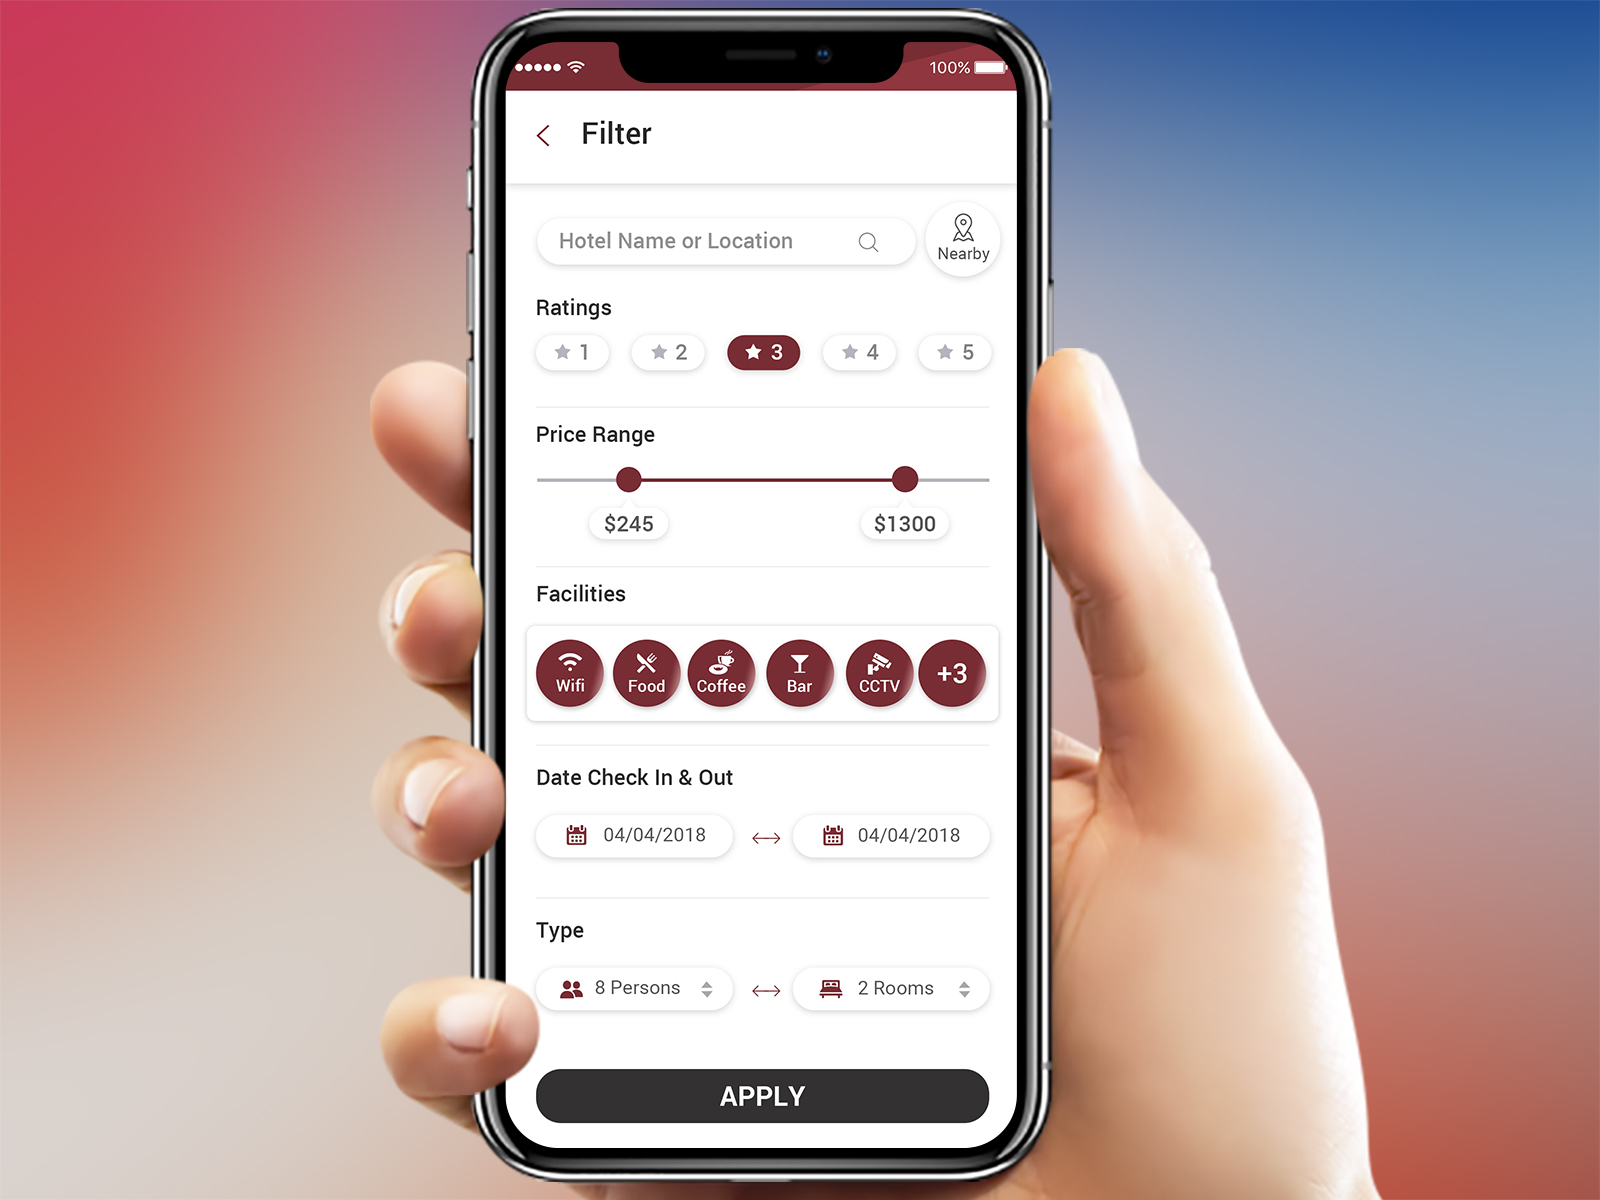 100%
Filter
Hotel Name or Location
Nearby
Ratings
1 2 3 4 5
Price Range
$245 $1300
Facilities
Wifi Food Coffee Bar CCTV +3
Date Check In & Out
04/04/2018 04/04/2018
Type
8 Persons 2 Rooms
APPLY